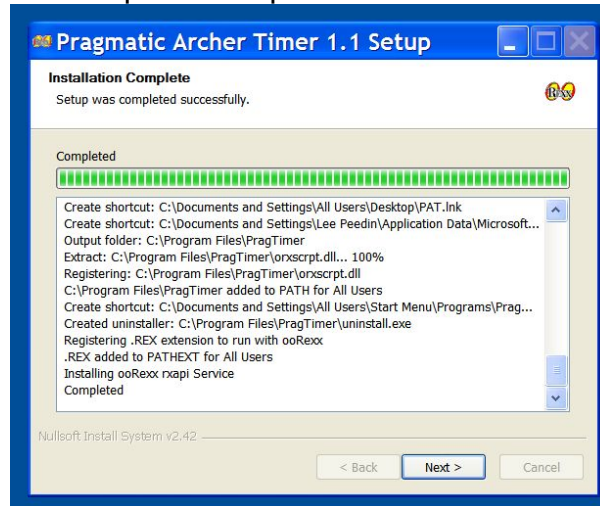 Pragmatic Archer Timer 1.1 Setup
Installation Complete
Setup was completed successfully.
Rexx
Completed
Create shortcut: C:\Documents and Settings\All Users\Desktop\PAT.lnk
Create shortcut: C:\Documents and Settings\Lee Peedin\Application Data\Microsoft...
Output folder: C:\Program Files\PragTimer
Extract: C:\Program Files\PragTimer\orxscrpt.dll... 100%
Registering: C:\Program Files\PragTimer\orxscrpt.dll
C:\Program Files\PragTimer added to PATH for All Users
Create shortcut: C:\Documents and Settings\All Users\Start Menu\Programs\Prag...
Created uninstaller: C:\Program Files\PragTimer\uninstall.exe
Registering .REX extension to run with ooRexx
.REX added to PATHEXT for All Users
Installing ooRexx rxapi Service
Completed
Nullsoft Install System v2.42
< Back
Next >
Cancel